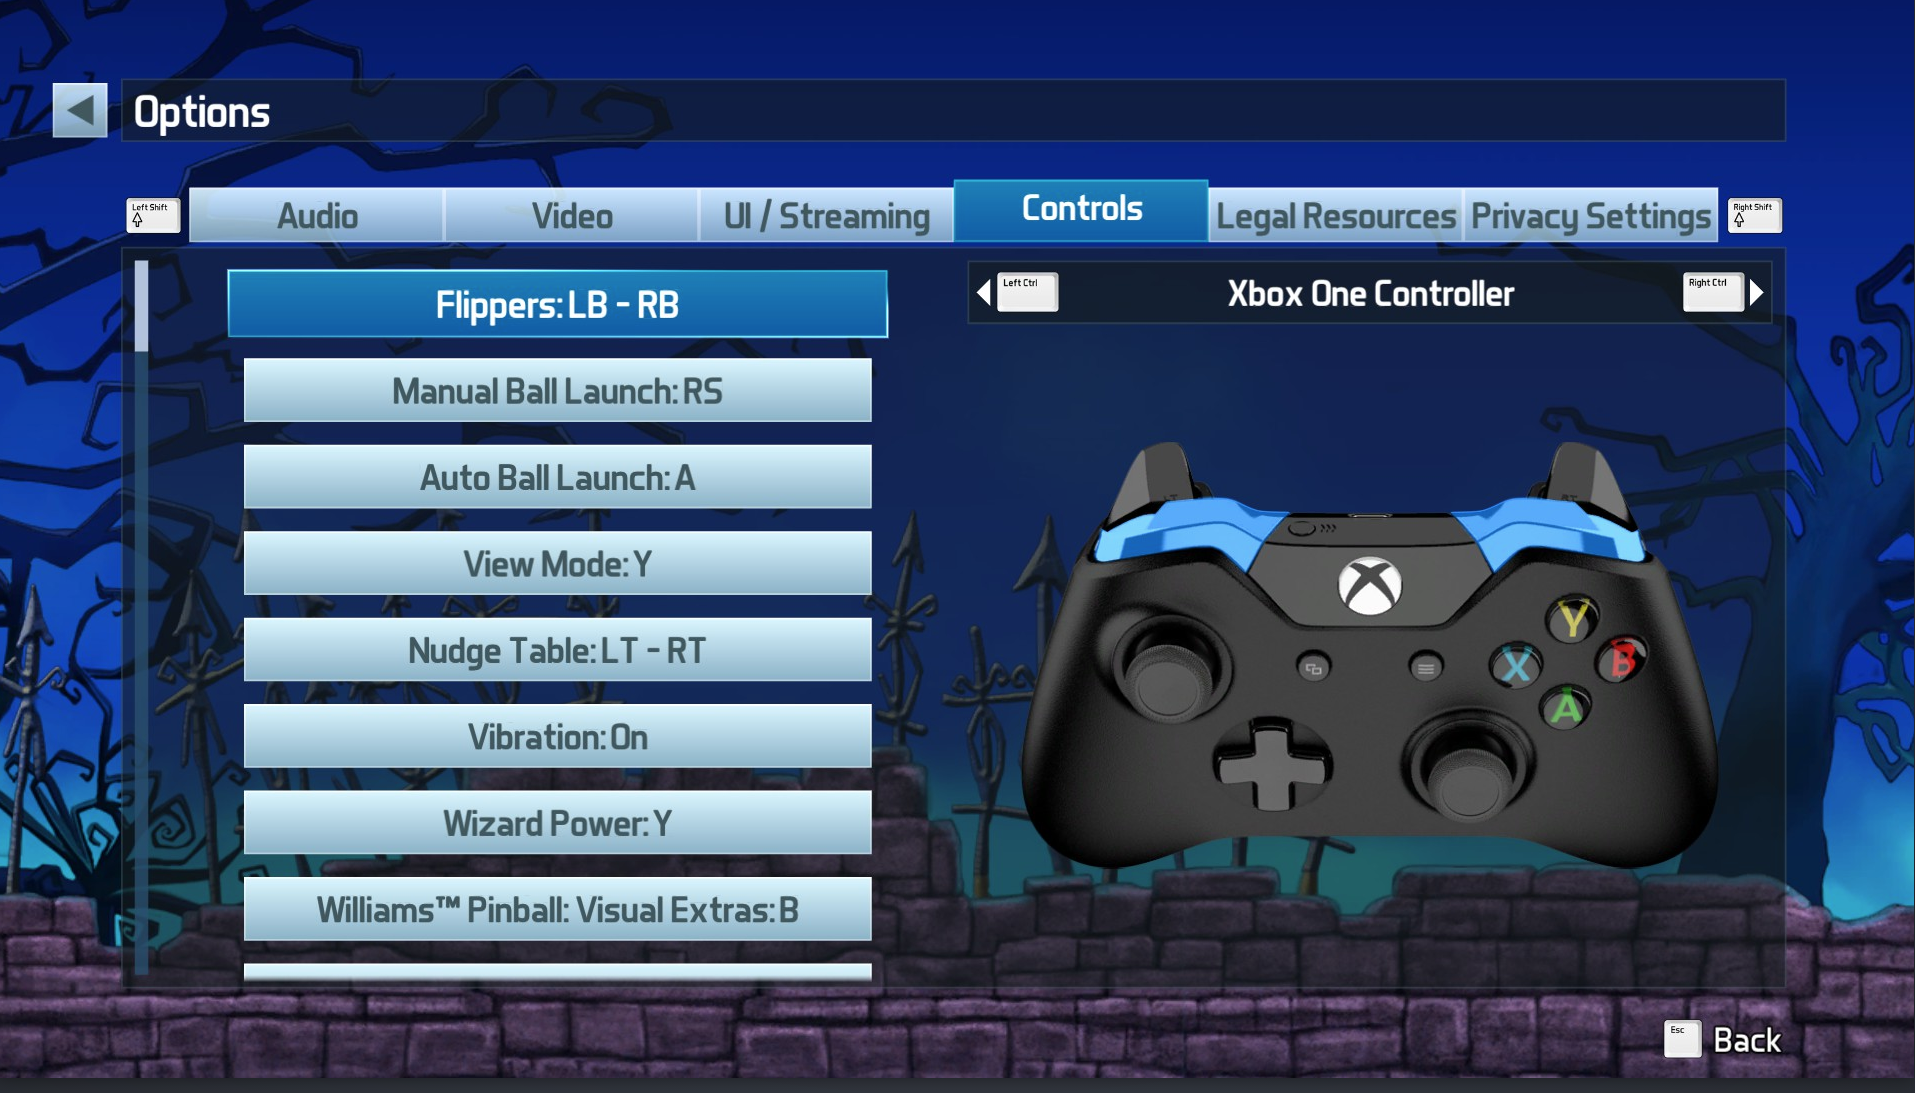 Options
Left Shift
Audio
Video
UI / Streaming
Controls
Legal Resources
Privacy Settings
Right Shift
Flippers: LB - RB
Manual Ball Launch: RS
Auto Ball Launch: A
View Mode: Y
Nudge Table: LT - RT
Vibration: On
Wizard Power: Y
Williams™ Pinball: Visual Extras: B
Left Ctrl
Xbox One Controller
Right Ctrl
LT
RT
Y
X
B
A
Esc
Back